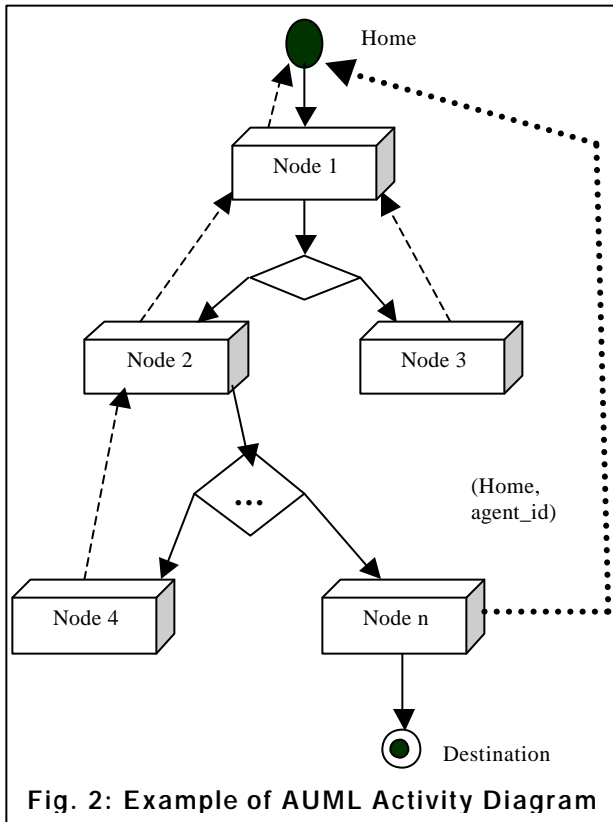 Home
Node 1
Node 2
Node 3
...
(Home,
agent_id)
Node 4
Node n
Destination
Fig. 2: Example of AUML Activity Diagram